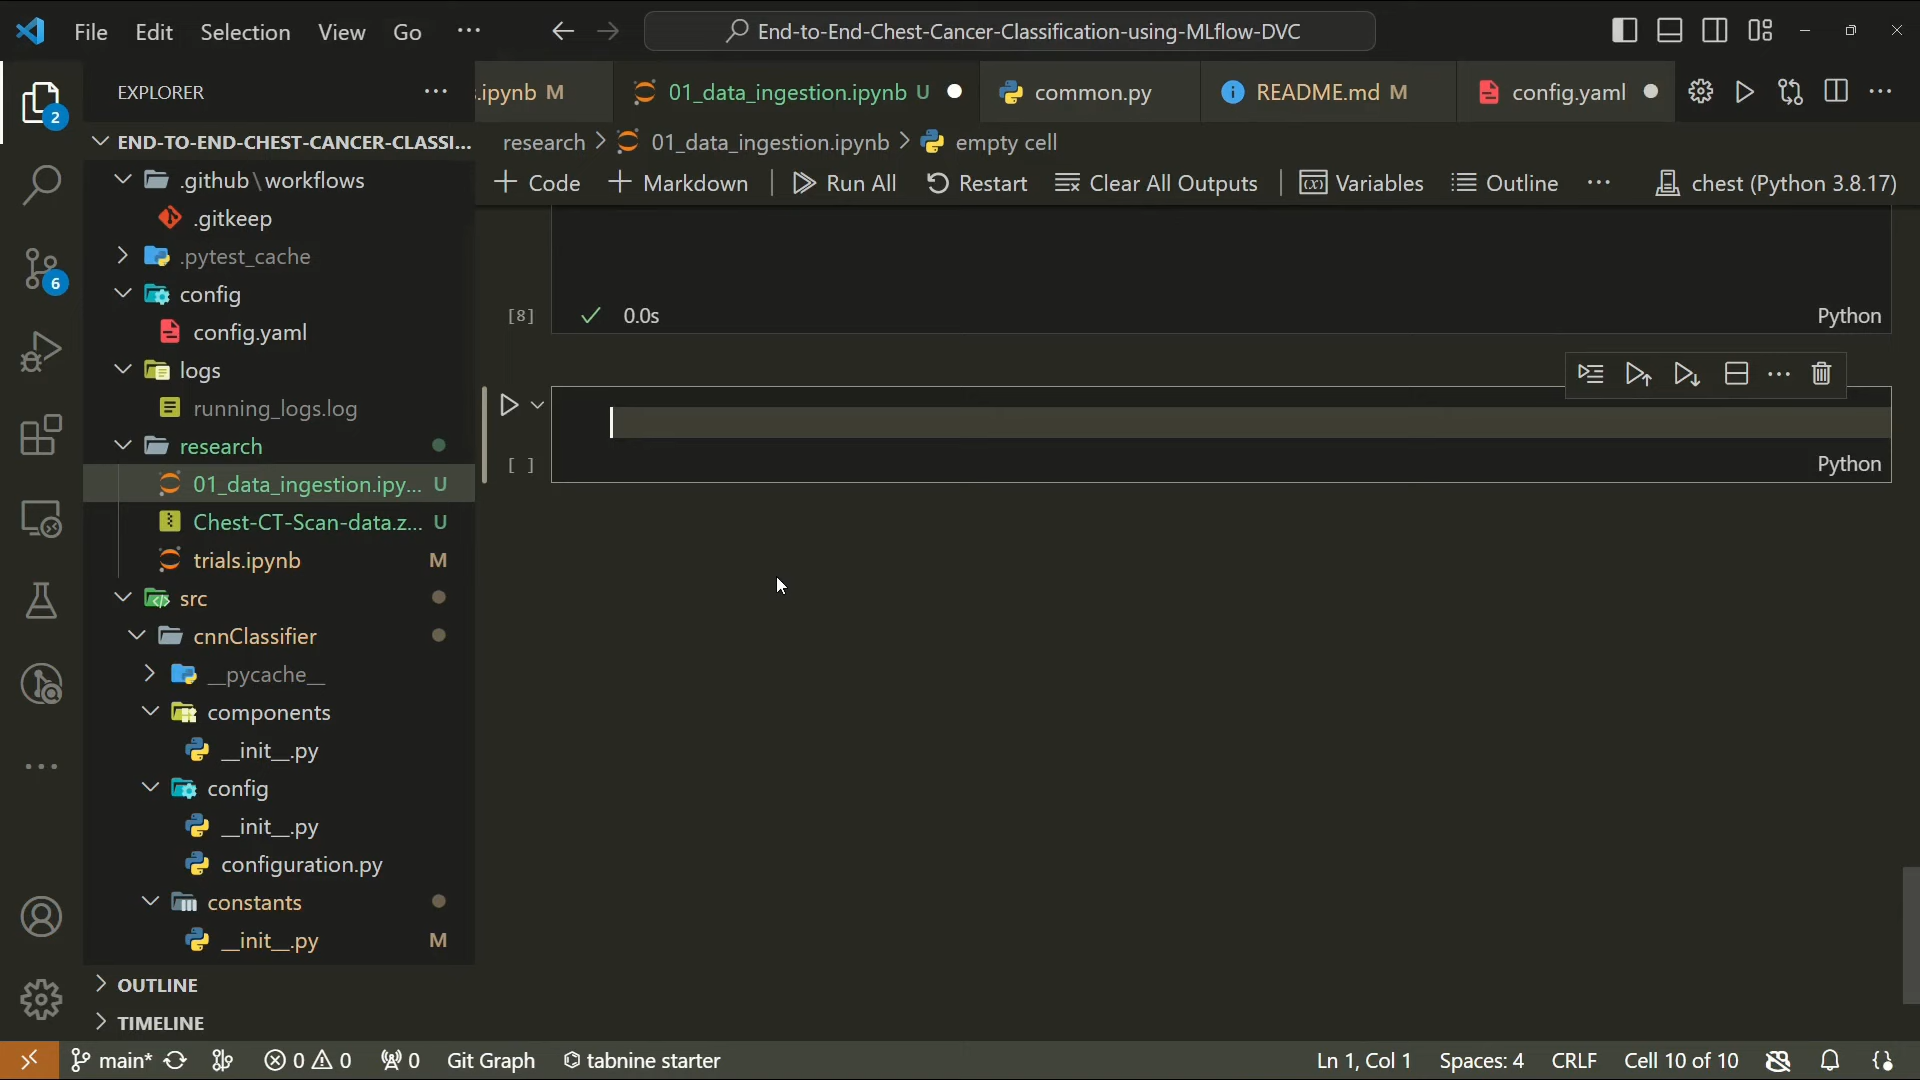 File Edit Selection View Go ··· End-to-End-Chest-Cancer-Classification-using-MLflow-DVC
EXPLORER ···
2
s.ipynb M 01_data_ingestion.ipynb U common.py README.md M config.yaml ···
END-TO-END-CHEST-CANCER-CLASSI...
research > 01_data_ingestion.ipynb > empty cell
+ Code + Markdown Run All Restart Clear All Outputs Variables Outline ··· chest (Python 3.8.17)
.github\workflows
.gitkeep
.pytest_cache
6
config
config.yaml
logs
running_logs.log
research
01_data_ingestion.ipy... U
Chest-CT-Scan-data.z... U
trials.ipynb M
src
cnnClassifier
__pycache__
components
__init__.py
config
__init__.py
configuration.py
constants
__init__.py M
OUTLINE
TIMELINE
[8] ✓ 0.0s Python
[ ] Python
main* 0 0 0 Git Graph tabnine starter Ln 1, Col 1 Spaces: 4 CRLF Cell 10 of 10